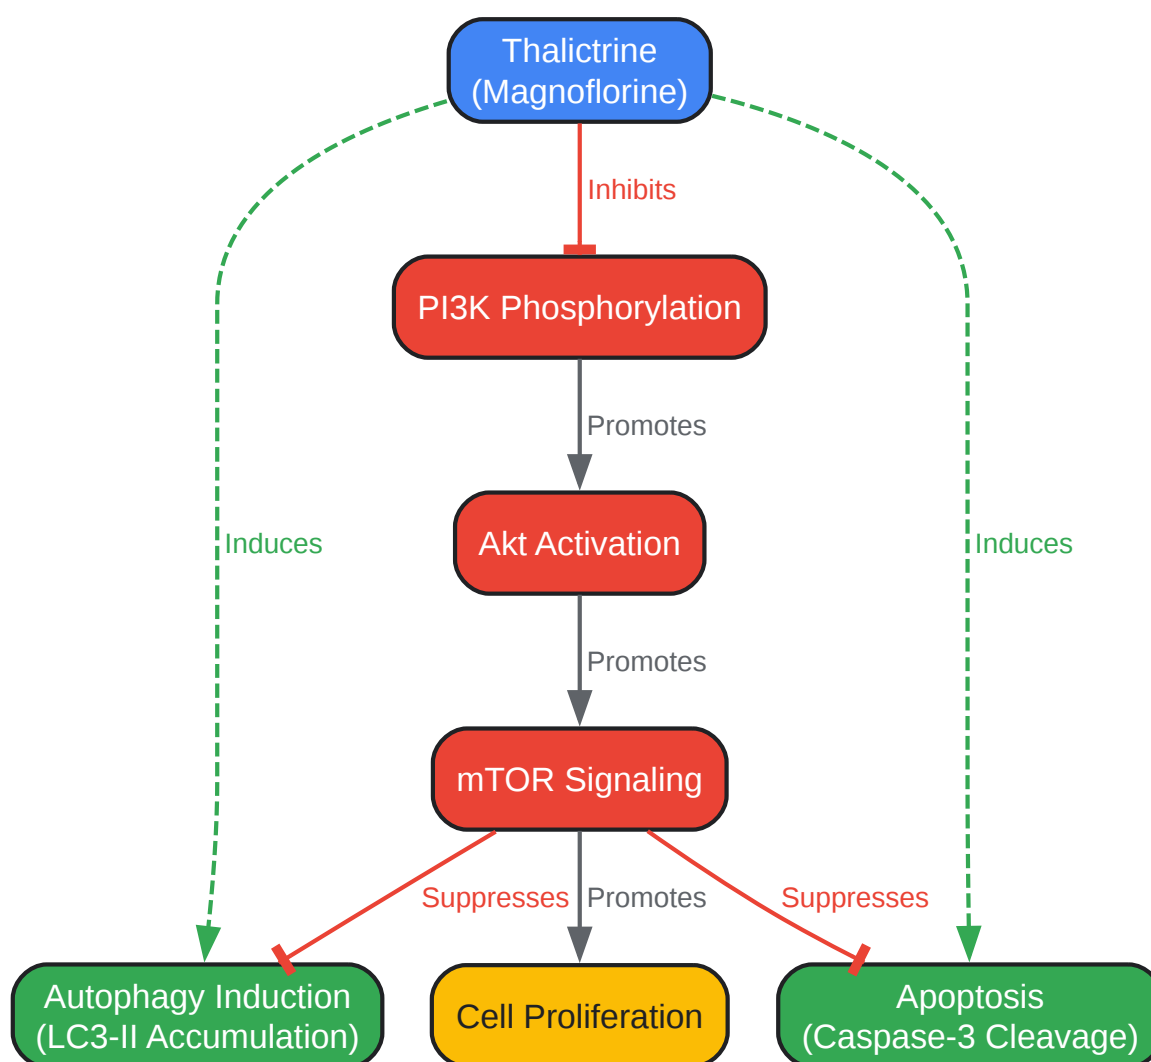 Thalictrine
(Magnoflorine)
Inhibits
PI3K Phosphorylation
Promotes
Akt Activation
Induces
Induces
Promotes
mTOR Signaling
Suppresses
Promotes
Suppresses
Autophagy Induction
(LC3-II Accumulation)
Cell Proliferation
Apoptosis
(Caspase-3 Cleavage)